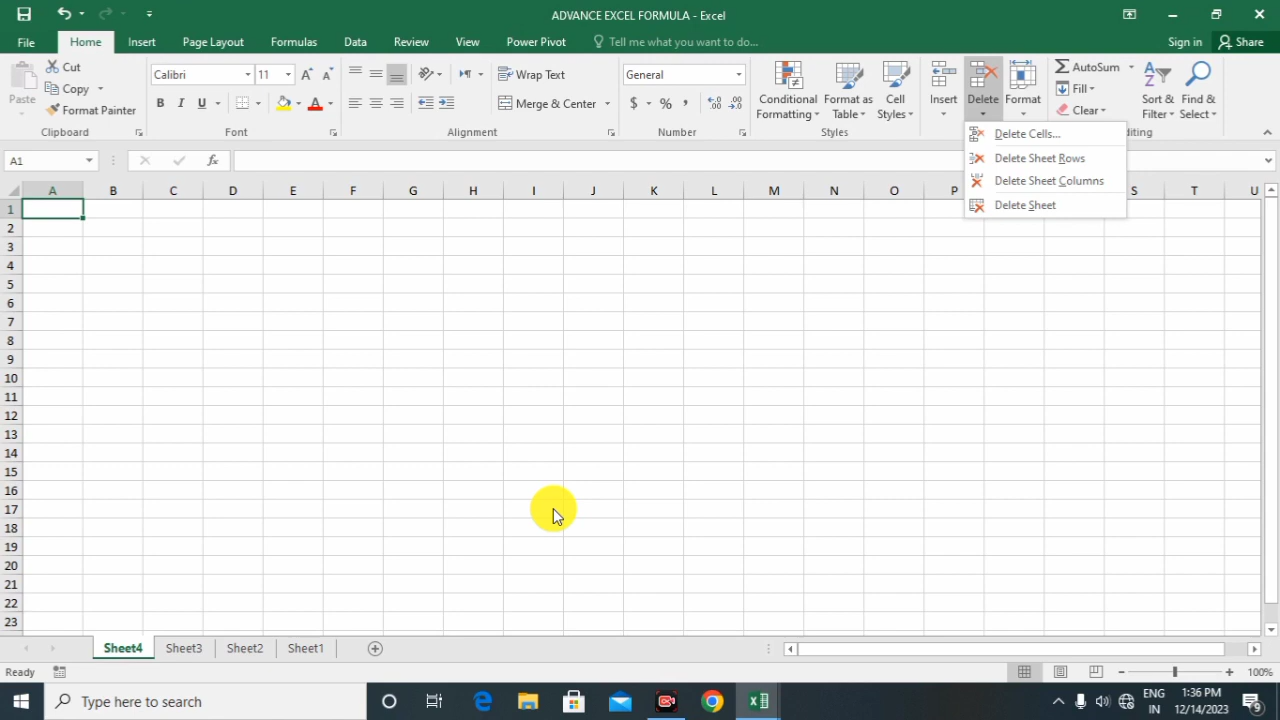 ADVANCE EXCEL FORMULA - Excel
File Home Insert Page Layout Formulas Data Review View Power Pivot Tell me what you want to do... Sign in Share
Paste
Cut
Copy
Format Painter
Clipboard
Calibri 11
B I U
Font
Wrap Text
Merge & Center
Alignment
General
$ % ,
Number
Conditional Formatting
Format as Table
Cell Styles
Styles
Insert
Delete
Format
AutoSum
Fill
Clear
Sort & Filter
Find & Select
diting
Delete Cells...
Delete Sheet Rows
Delete Sheet Columns
Delete Sheet
A1 fx
A B C D E F G H I J K L M N O P S T U
1
2
3
4
5
6
7
8
9
10
11
12
13
14
15
16
17
18
19
20
21
22
23
Sheet4 Sheet3 Sheet2 Sheet1
Ready 100%
Type here to search
ENG
IN
1:36 PM
12/14/2023
9